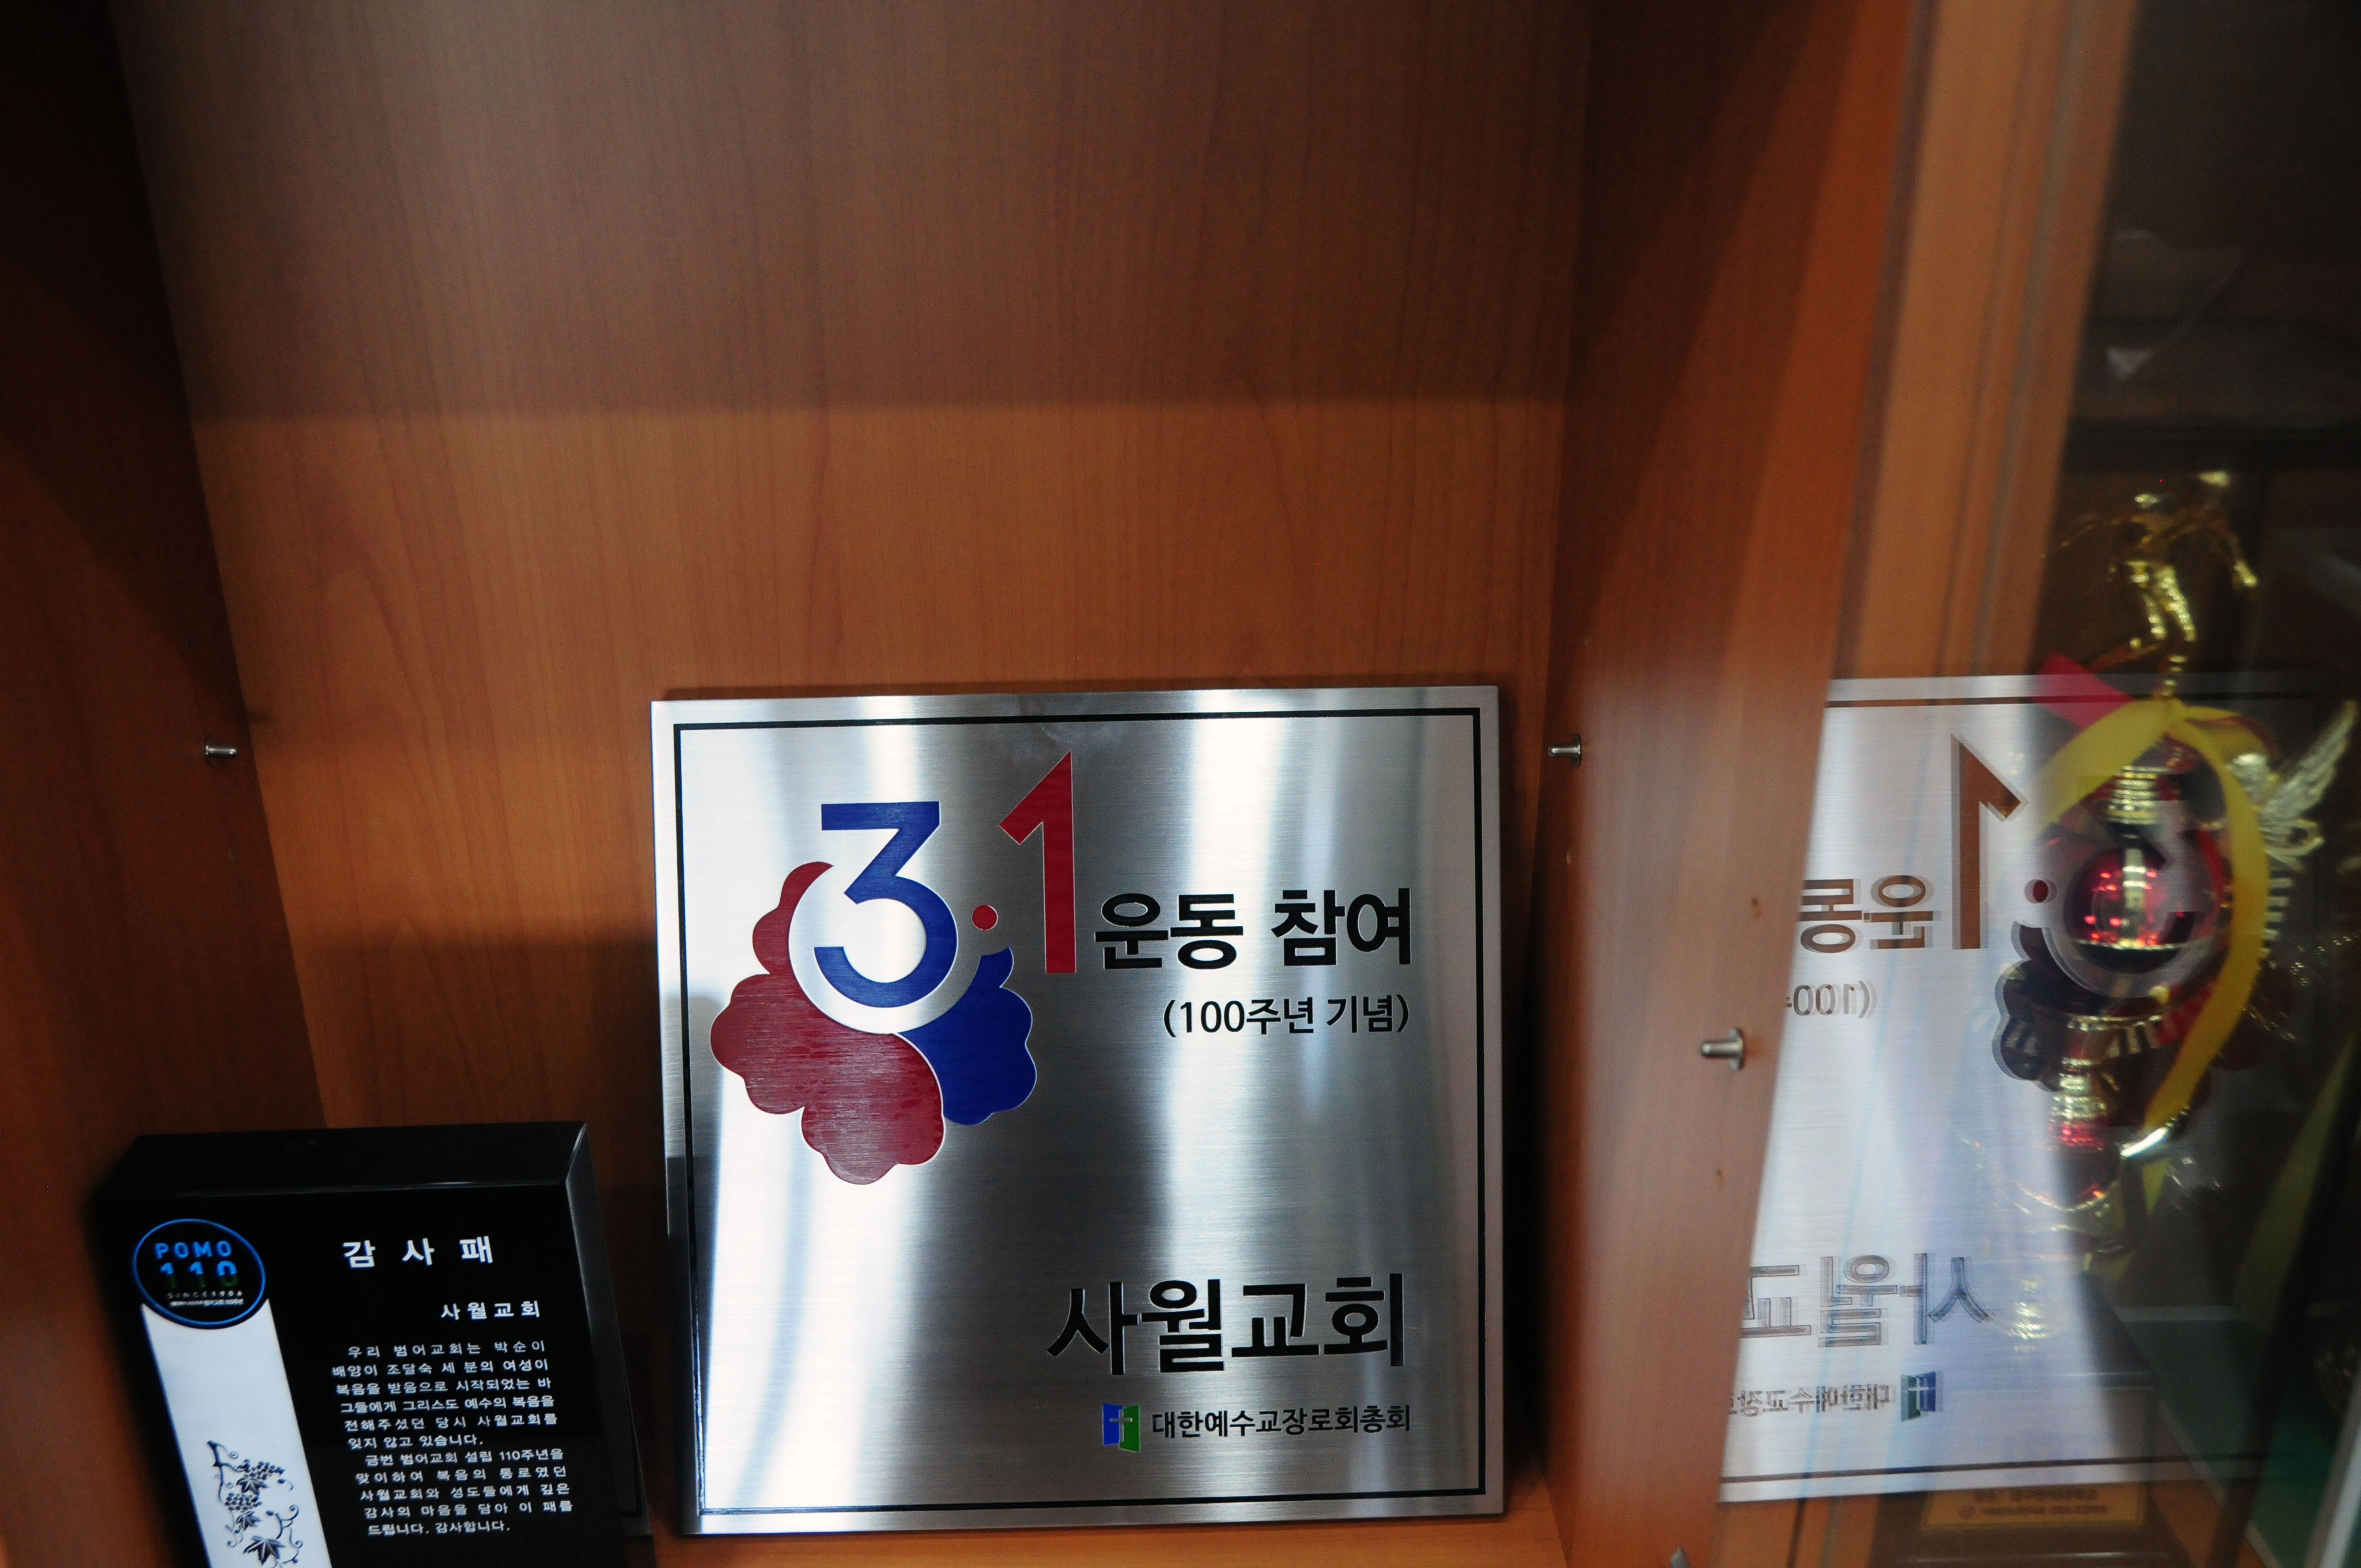 3·1운동 참여
(100주년 기념)
사월교회
대한예수교장로회총회
POMO
110
SINCE1906
감사패
사월교회
우리 범어교회는 박순이
배양이 조달숙 세 분의 여성이
복음을 받음으로 시작되었는 바
그들에게 그리스도 예수의 복음을
전해주셨던 당시 사월교회를
잊지 않고 있습니다.
금번 범어교회 설립 110주년을
맞이하여 복음의 통로였던
사월교회와 성도들에게 깊은
감사의 마음을 담아 이 패를
드립니다. 감사합니다.